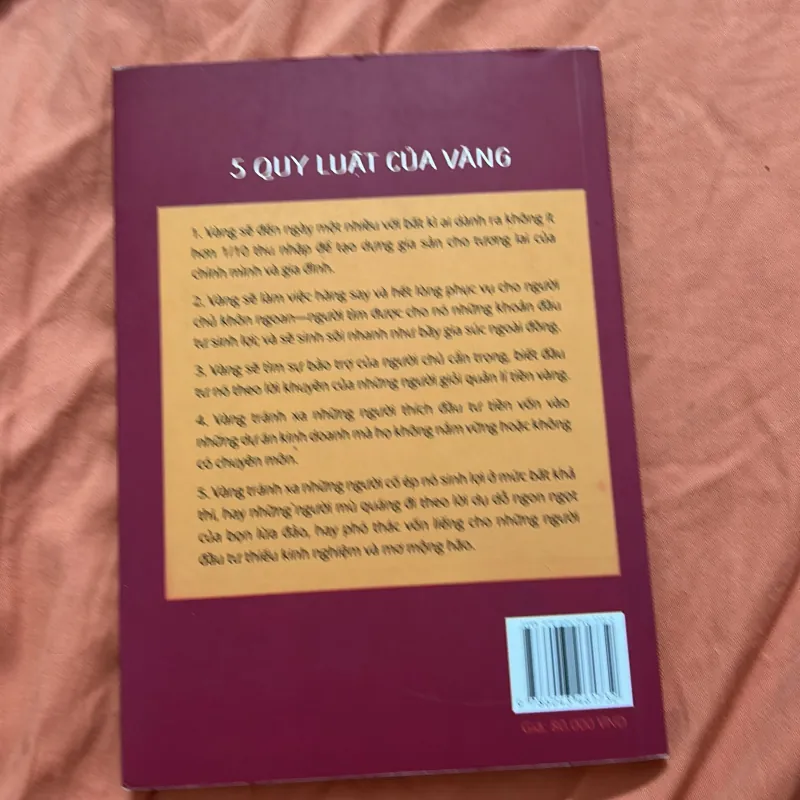 5 QUY LUẬT CỦA VÀNG
1. Vàng sẽ đến ngày một nhiều với bất kì ai dành ra không ít
hơn 1/10 thu nhập để tạo dựng gia sản cho tương lai của
chính mình và gia đình.
2. Vàng sẽ làm việc hăng say và hết lòng phục vụ cho người
chủ khôn ngoan—người tìm được cho nó những khoản đầu
tư sinh lợi; và sẽ sinh sôi nhanh như bầy gia súc ngoài đồng.
3. Vàng sẽ tìm sự bảo trợ của người chủ cẩn trọng, biết đầu
tư nó theo lời khuyên của những người giỏi quản lí tiền vàng.
4. Vàng tránh xa những người thích đầu tư tiền vốn vào
những dự án kinh doanh mà họ không nắm vững hoặc không
có chuyên môn.
5. Vàng tránh xa những người cố ép nó sinh lợi ở mức bất khả
thi, hay những người mù quáng đi theo lời dụ dỗ ngon ngọt
của bọn lừa đảo, hay phó thác vốn liếng cho những người
đầu tư thiếu kinh nghiệm và mơ mộng hão.
Giá: 80.000 VND